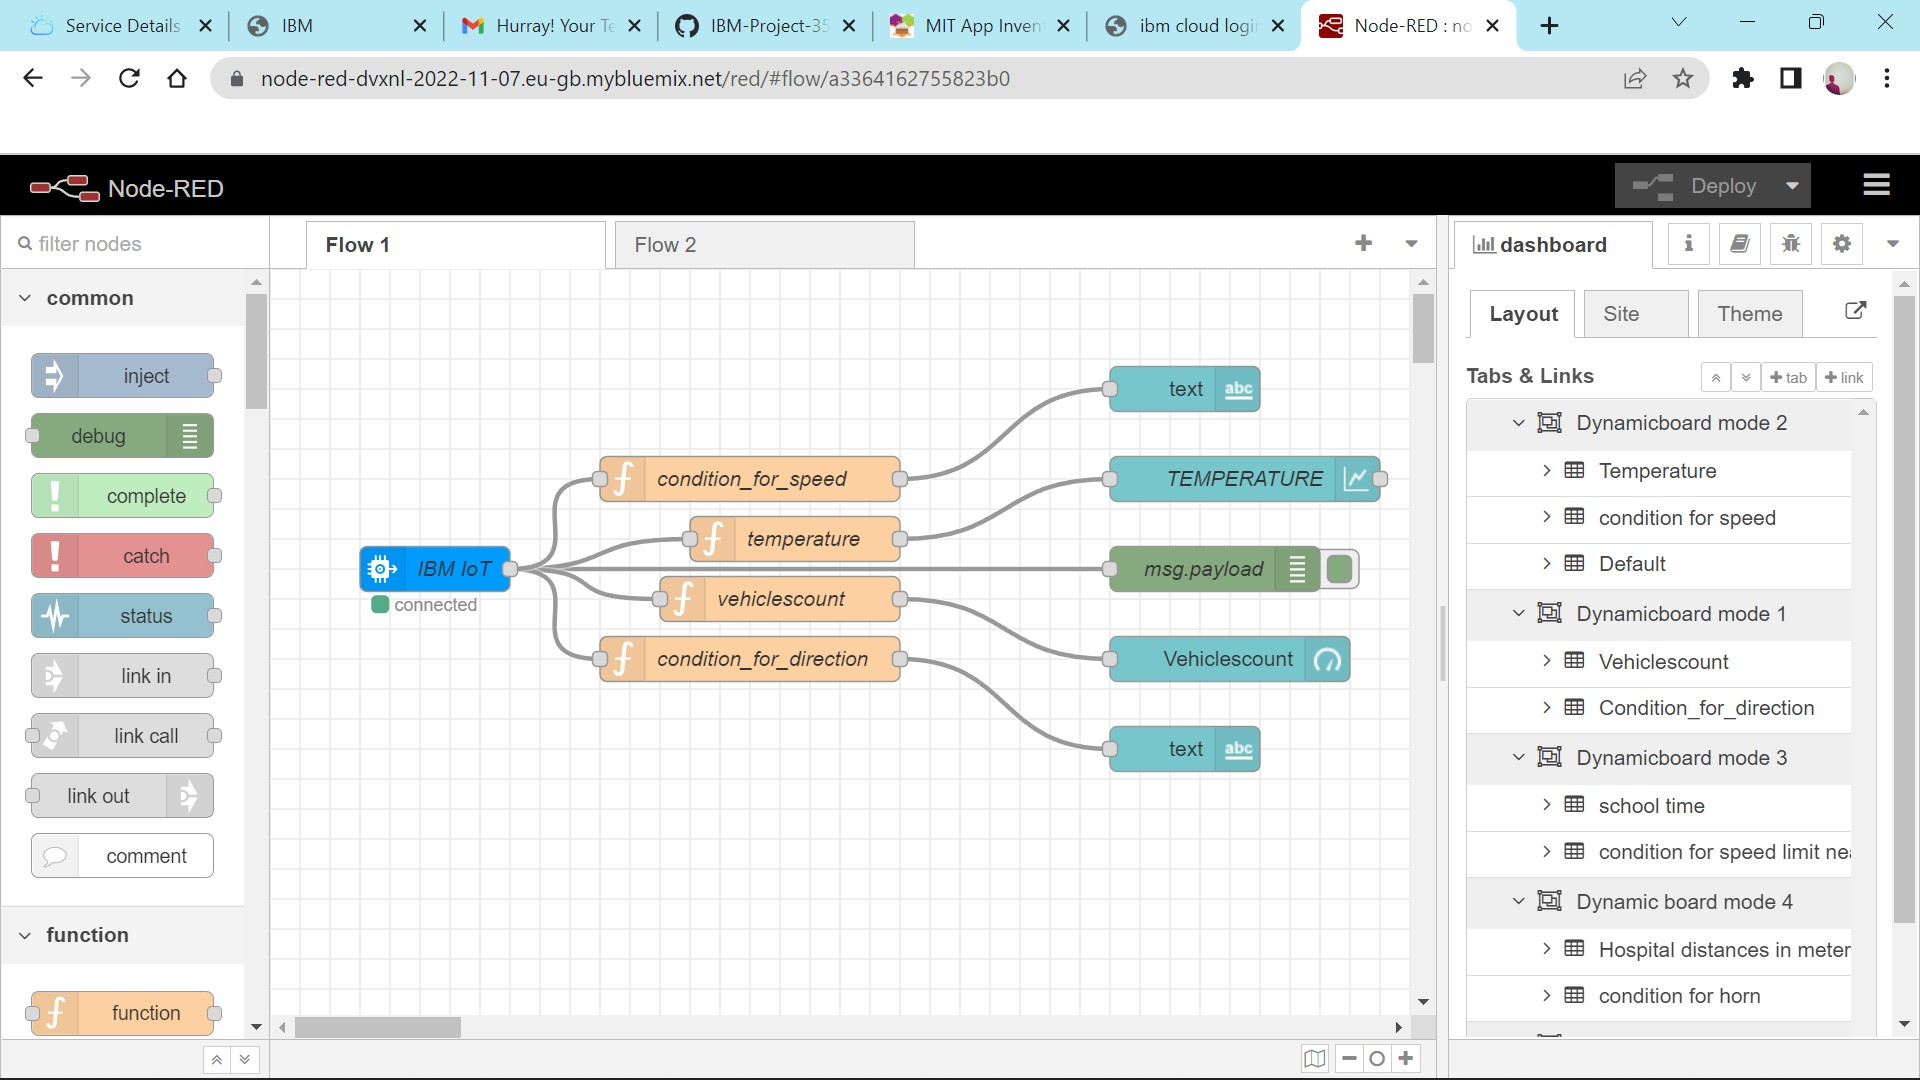 Service Details
IBM
Hurray! Your Te
IBM-Project-35
MIT App Inven
ibm cloud logi
Node-RED : no
node-red-dvxnl-2022-11-07.eu-gb.mybluemix.net/red/#flow/a3364162755823b0
Node-RED
Deploy
filter nodes
Flow 1
Flow 2
dashboard
common
inject
debug
complete
catch
status
link in
link call
link out
comment
function
function
text
abc
condition_for_speed
TEMPERATURE
temperature
IBM IoT
connected
msg.payload
vehiclescount
condition_for_direction
Vehiclescount
text
abc
Layout
Site
Theme
Tabs & Links
tab
link
Dynamicboard mode 2
Temperature
condition for speed
Default
Dynamicboard mode 1
Vehiclescount
Condition_for_direction
Dynamicboard mode 3
school time
condition for speed limit nea
Dynamic board mode 4
Hospital distances in meter
condition for horn